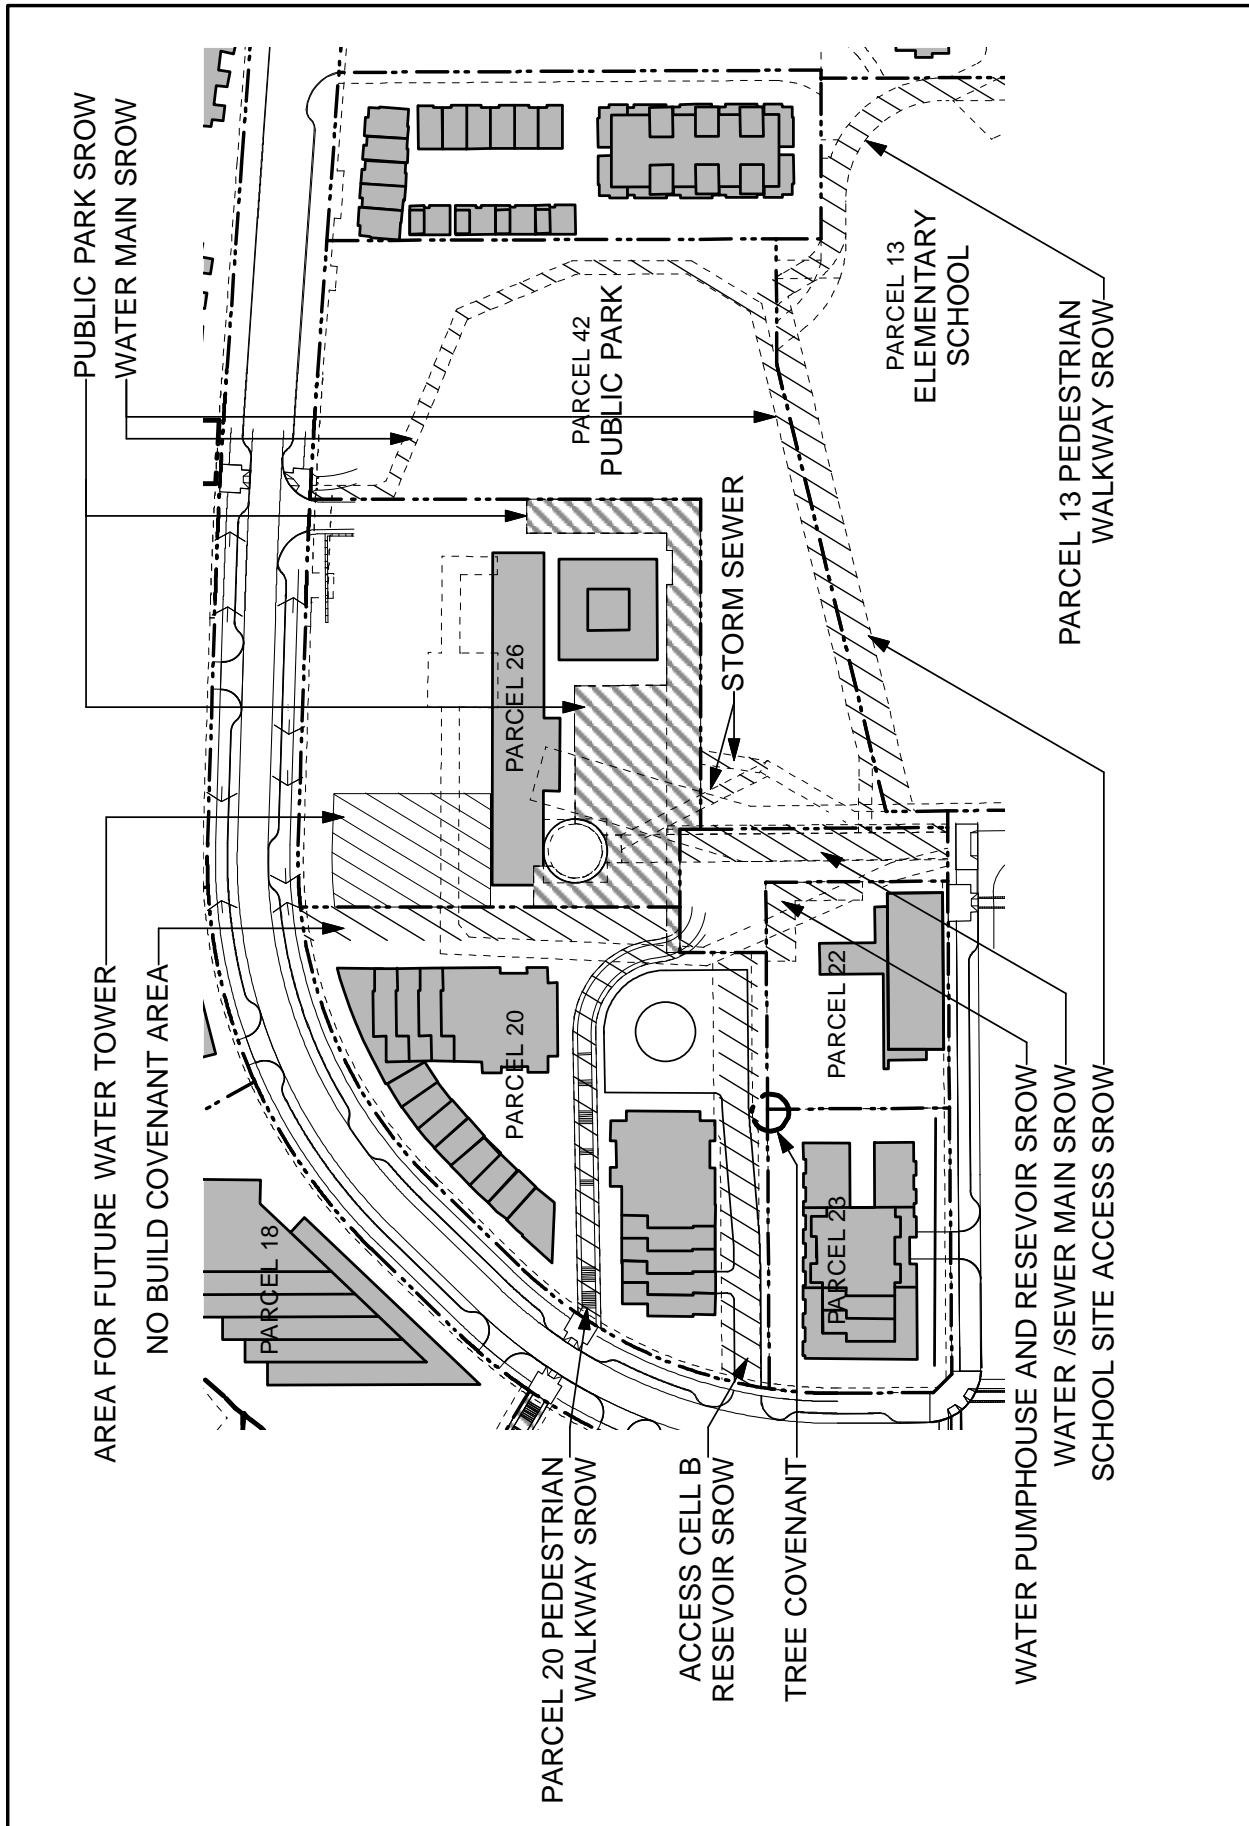 PUBLIC PARK SROW
WATER MAIN SROW
AREA FOR FUTURE WATER TOWER
NO BUILD COVENANT AREA
PARCEL 42
PUBLIC PARK
PARCEL 13
ELEMENTARY
SCHOOL
PARCEL 13 PEDESTRIAN
WALKWAY SROW
STORM SEWER
PARCEL 26
PARCEL 20
PARCEL 22
PARCEL 18
PARCEL 23
PARCEL 20 PEDESTRIAN
WALKWAY SROW
ACCESS CELL B
RESEVOIR SROW
TREE COVENANT
WATER PUMPHOUSE AND RESEVOIR SROW
WATER /SEWER MAIN SROW
SCHOOL SITE ACCESS SROW